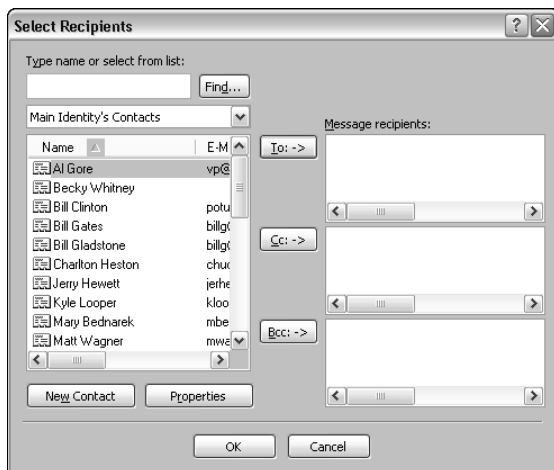 Select Recipients
Type name or select from list:
Find...
Main Identity's Contacts
Message recipients:
Name E-M
To: ->
Al Gore vp@
Becky Whitney
Bill Clinton potu
Bill Gates billg
Cc: ->
Bill Gladstone billg
Charlton Heston chuc
Jerry Hewett jerhe
Kyle Looper kloo
Bcc: ->
Mary Bednarek mbe
Matt Wagner mwa
New Contact Properties
OK Cancel